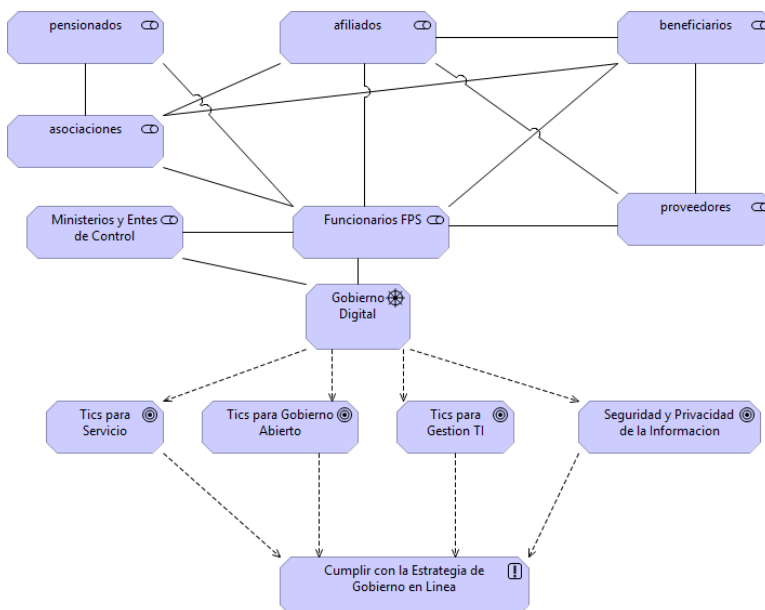 pensionados
afiliados
beneficiarios
asociaciones
Ministerios y Entes
de Control
Funcionarios FPS
proveedores
Gobierno
Digital
Tics para
Servicio
Tics para Gobierno
Abierto
Tics para
Gestion TI
Seguridad y Privacidad
de la Informacion
Cumplir con la Estrategia de
Gobierno en Linea